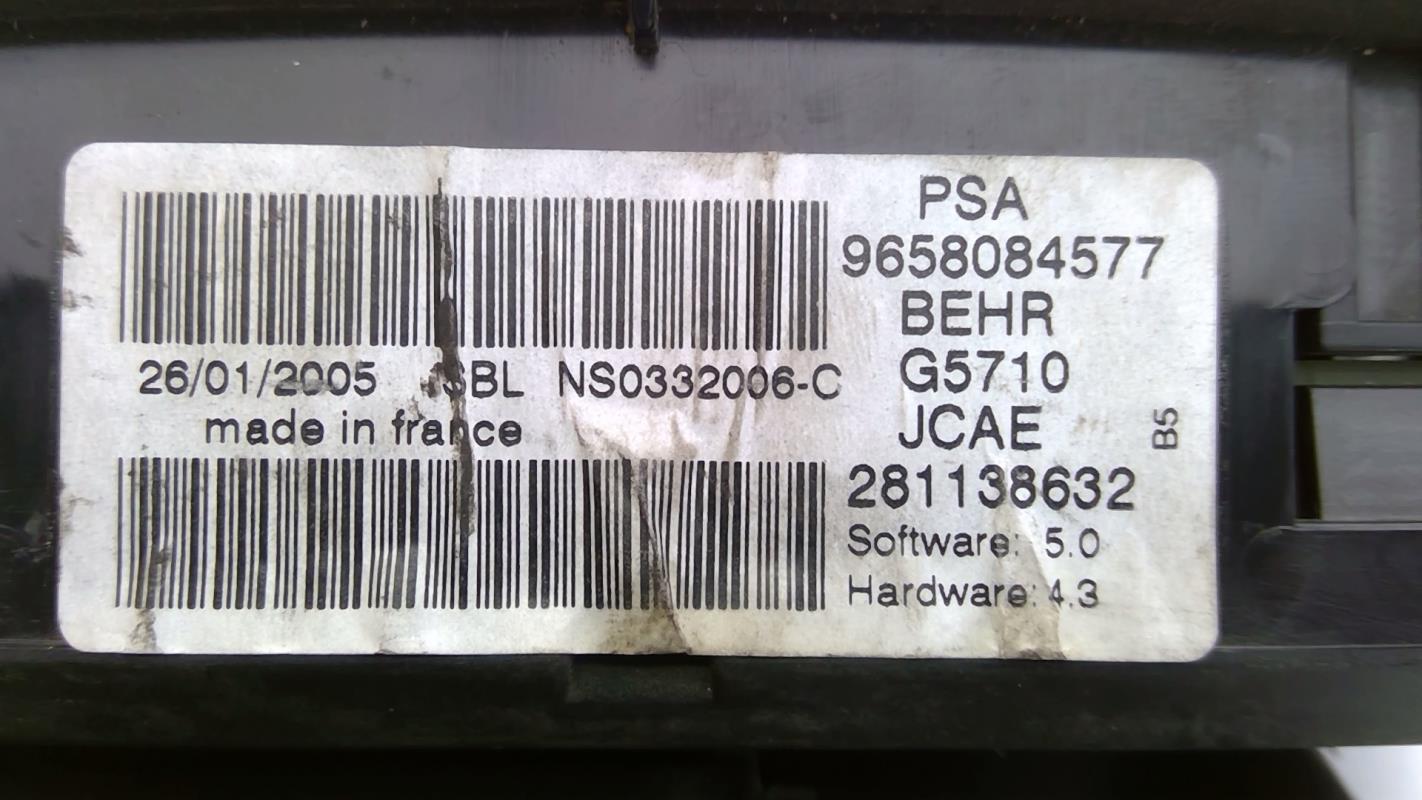 PSA
9658084577
BEHR
G5710
JCAE
281138632
Software: 5.0
Hardware: 4.3
B5
26/01/2005 NS0332006-C
made in france